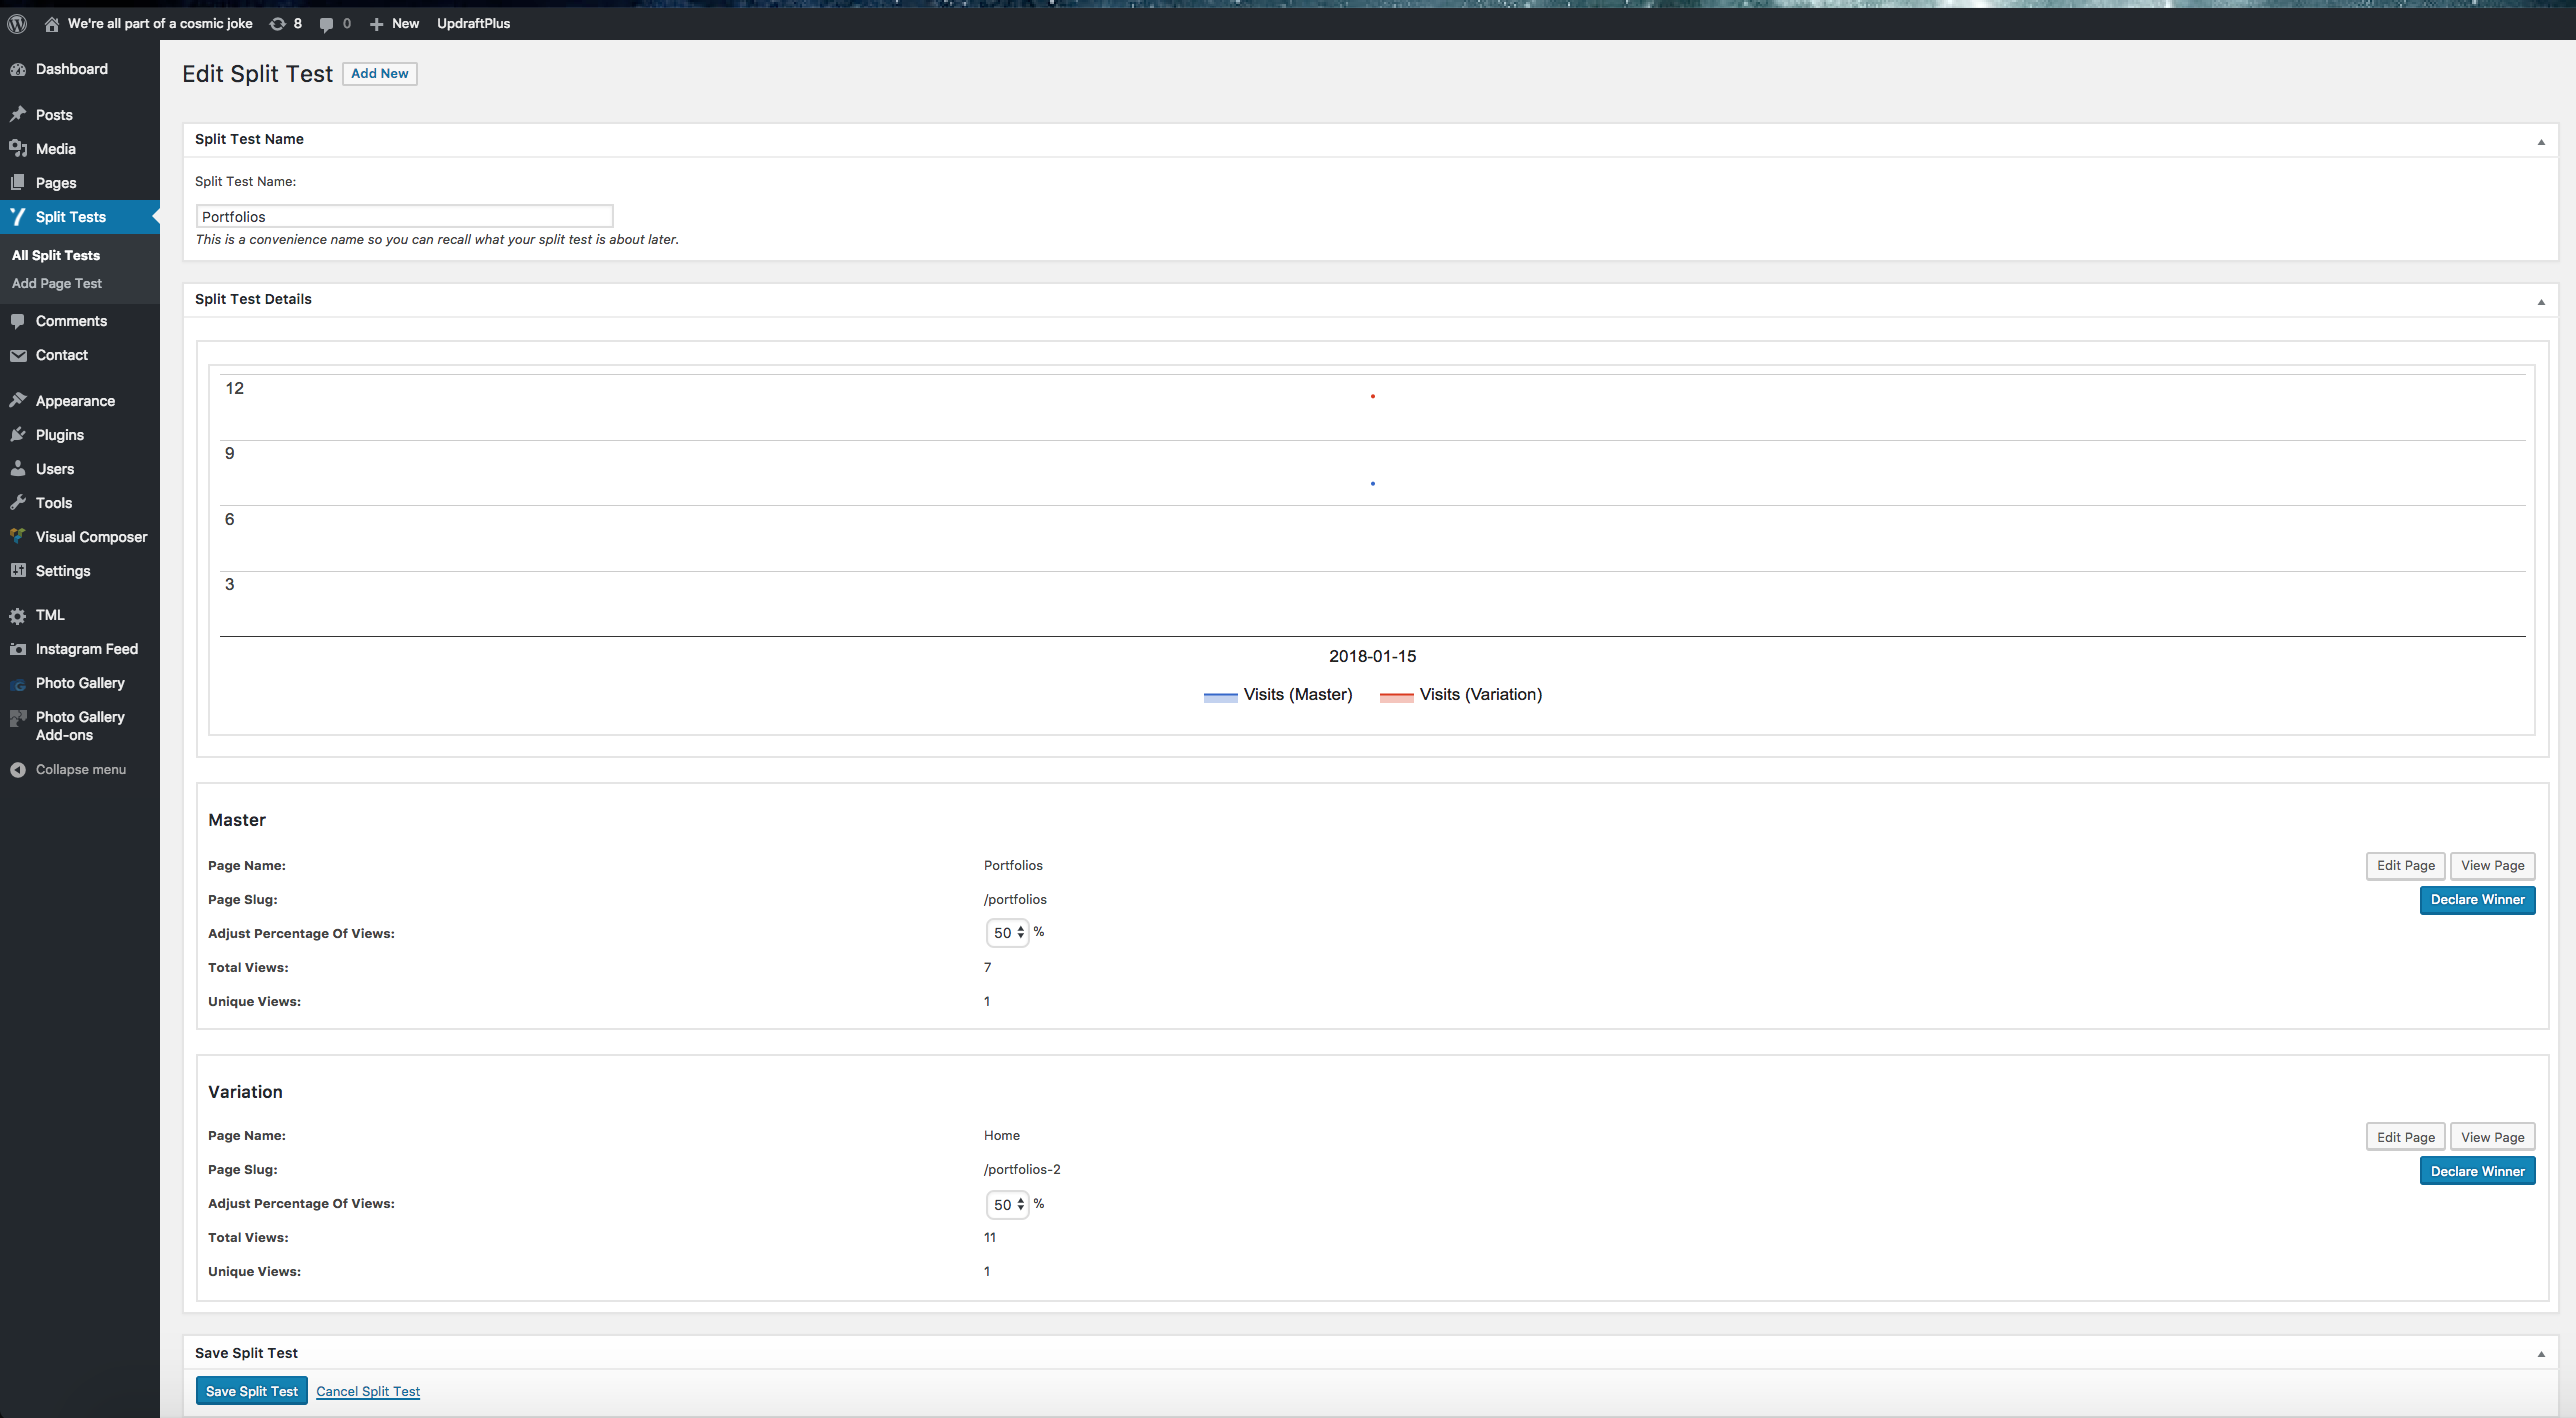 We're all part of a cosmic joke 8 0 New UpdraftPlus
Dashboard
Posts
Media
Pages
Split Tests
All Split Tests
Add Page Test
Comments
Contact
Appearance
Plugins
Users
Tools
Visual Composer
Settings
TML
Instagram Feed
Photo Gallery
Photo Gallery
Add-ons
Collapse menu
Edit Split Test Add New
Split Test Name
Split Test Name:
Portfolios
This is a convenience name so you can recall what your split test is about later.
Split Test Details
12
9
6
3
2018-01-15
Visits (Master) Visits (Variation)
Master
Page Name: Portfolios Edit Page View Page
Page Slug: /portfolios Declare Winner
Adjust Percentage Of Views: 50 %
Total Views: 7
Unique Views: 1
Variation
Page Name: Home Edit Page View Page
Page Slug: /portfolios-2 Declare Winner
Adjust Percentage Of Views: 50 %
Total Views: 11
Unique Views: 1
Save Split Test
Save Split Test Cancel Split Test